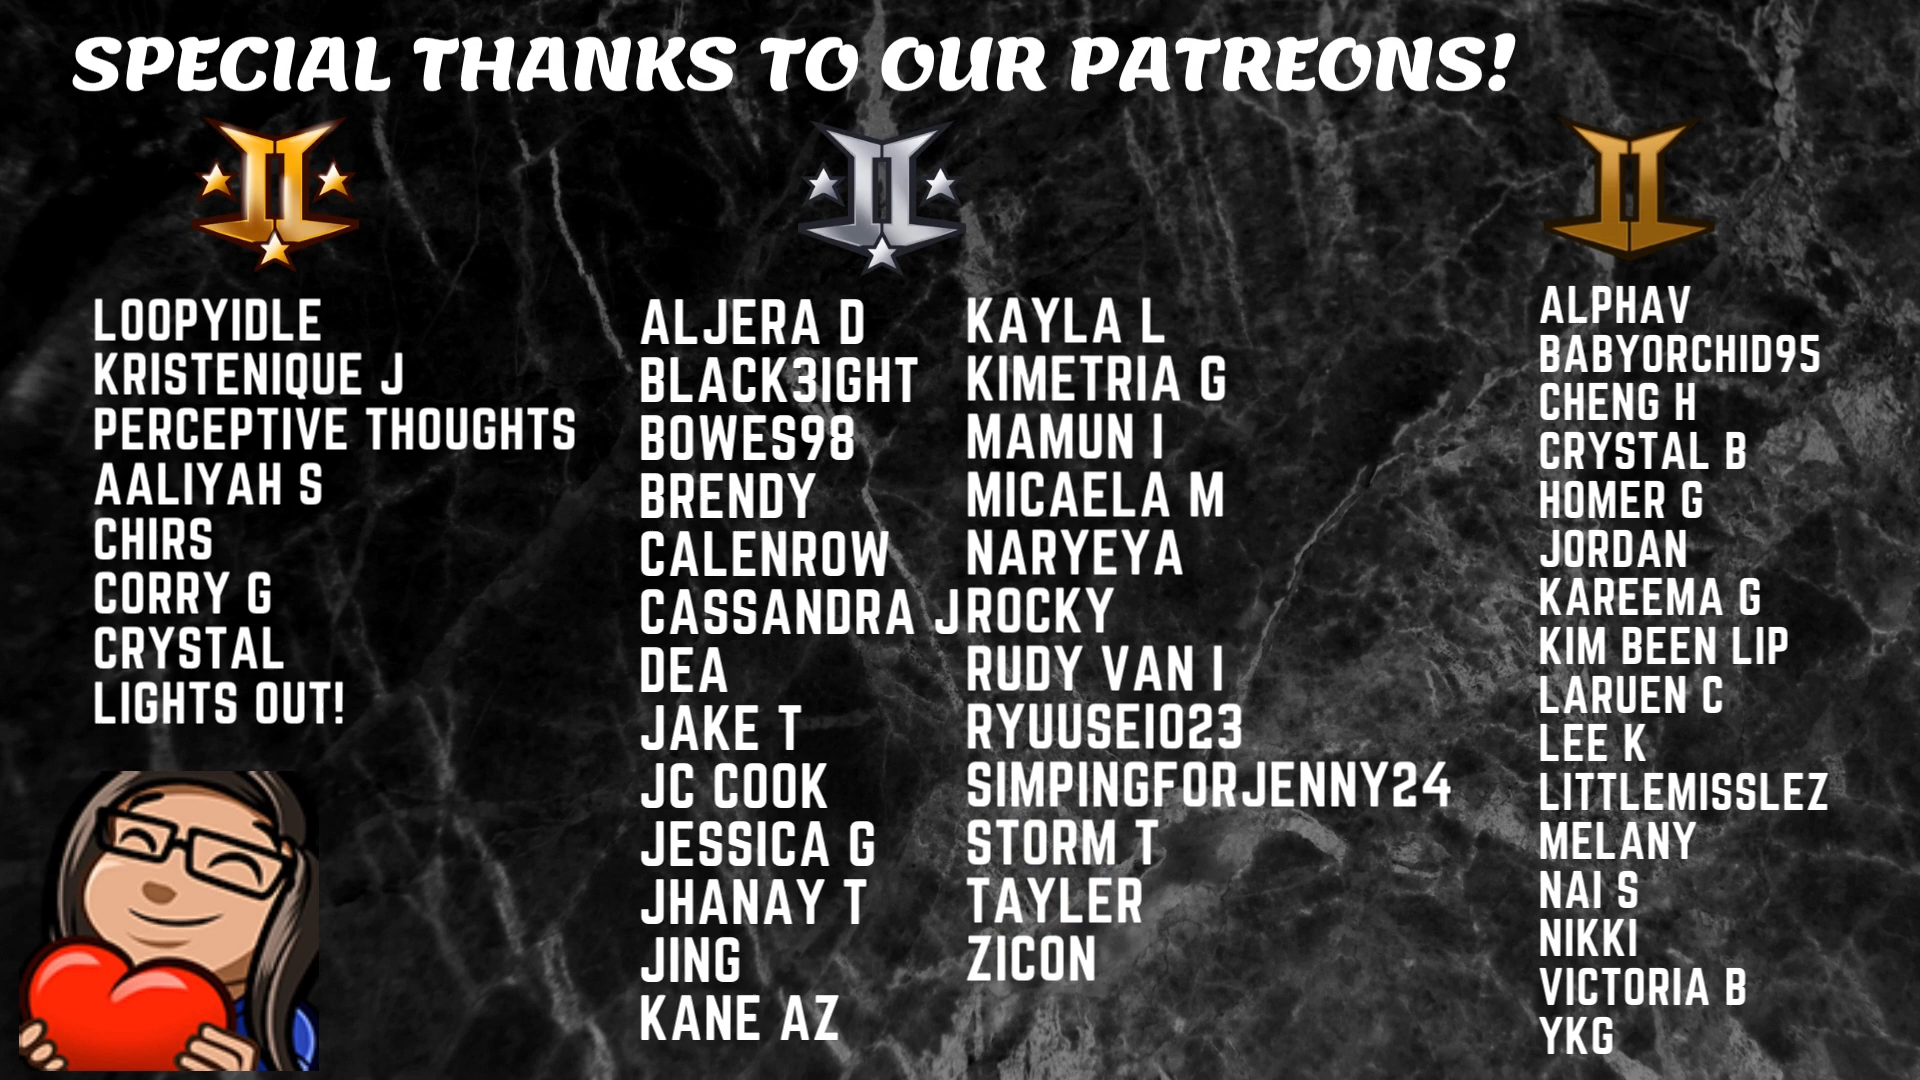 SPECIAL THANKS TO OUR PATREONS!
LOOPYIDLE
KRISTENIQUE J
PERCEPTIVE THOUGHTS
AALIYAH S
CHIRS
CORRY G
CRYSTAL
LIGHTS OUT!
ALJERA D
BLACK3IGHT
BOWES98
BRENDY
CALENROW
CASSANDRA J
DEA
JAKE T
JC COOK
JESSICA G
JHANAY T
JING
KANE AZ
KAYLA L
KIMETRIA G
MAMUN I
MICAELA M
NARYEYA
ROCKY
RUDY VAN I
RYUUSEI023
SIMPINGFORJENNY24
STORM T
TAYLER
ZICON
ALPHAV
BABYORCHID95
CHENG H
CRYSTAL B
HOMER G
JORDAN
KAREEMA G
KIM BEEN LIP
LARUEN C
LEE K
LITTLEMISSLEZ
MELANY
NAI S
NIKKI
VICTORIA B
YKG